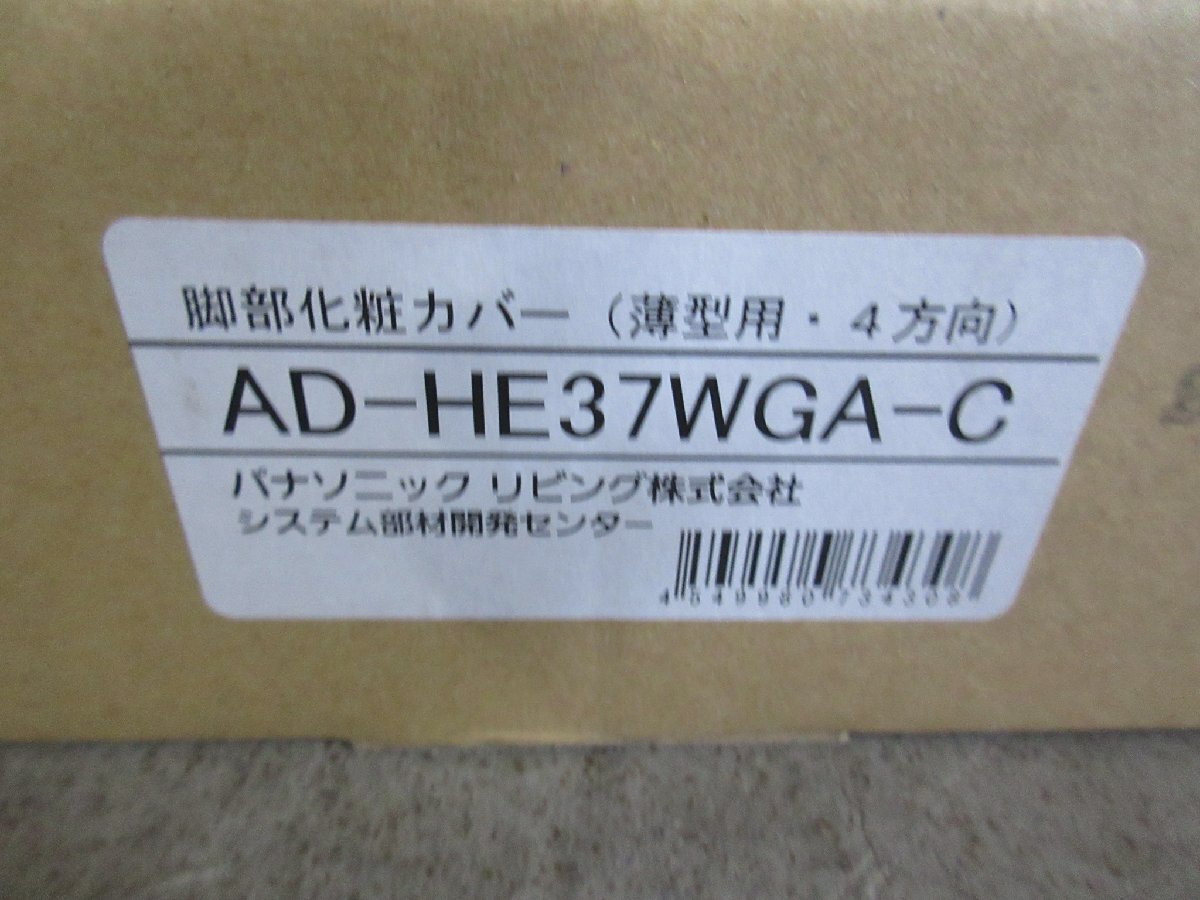 脚部化粧カバー（薄型用・4方向）
AD-HE37WGA-C
パナソニック リビング株式会社
システム部材開発センター
4549980734308